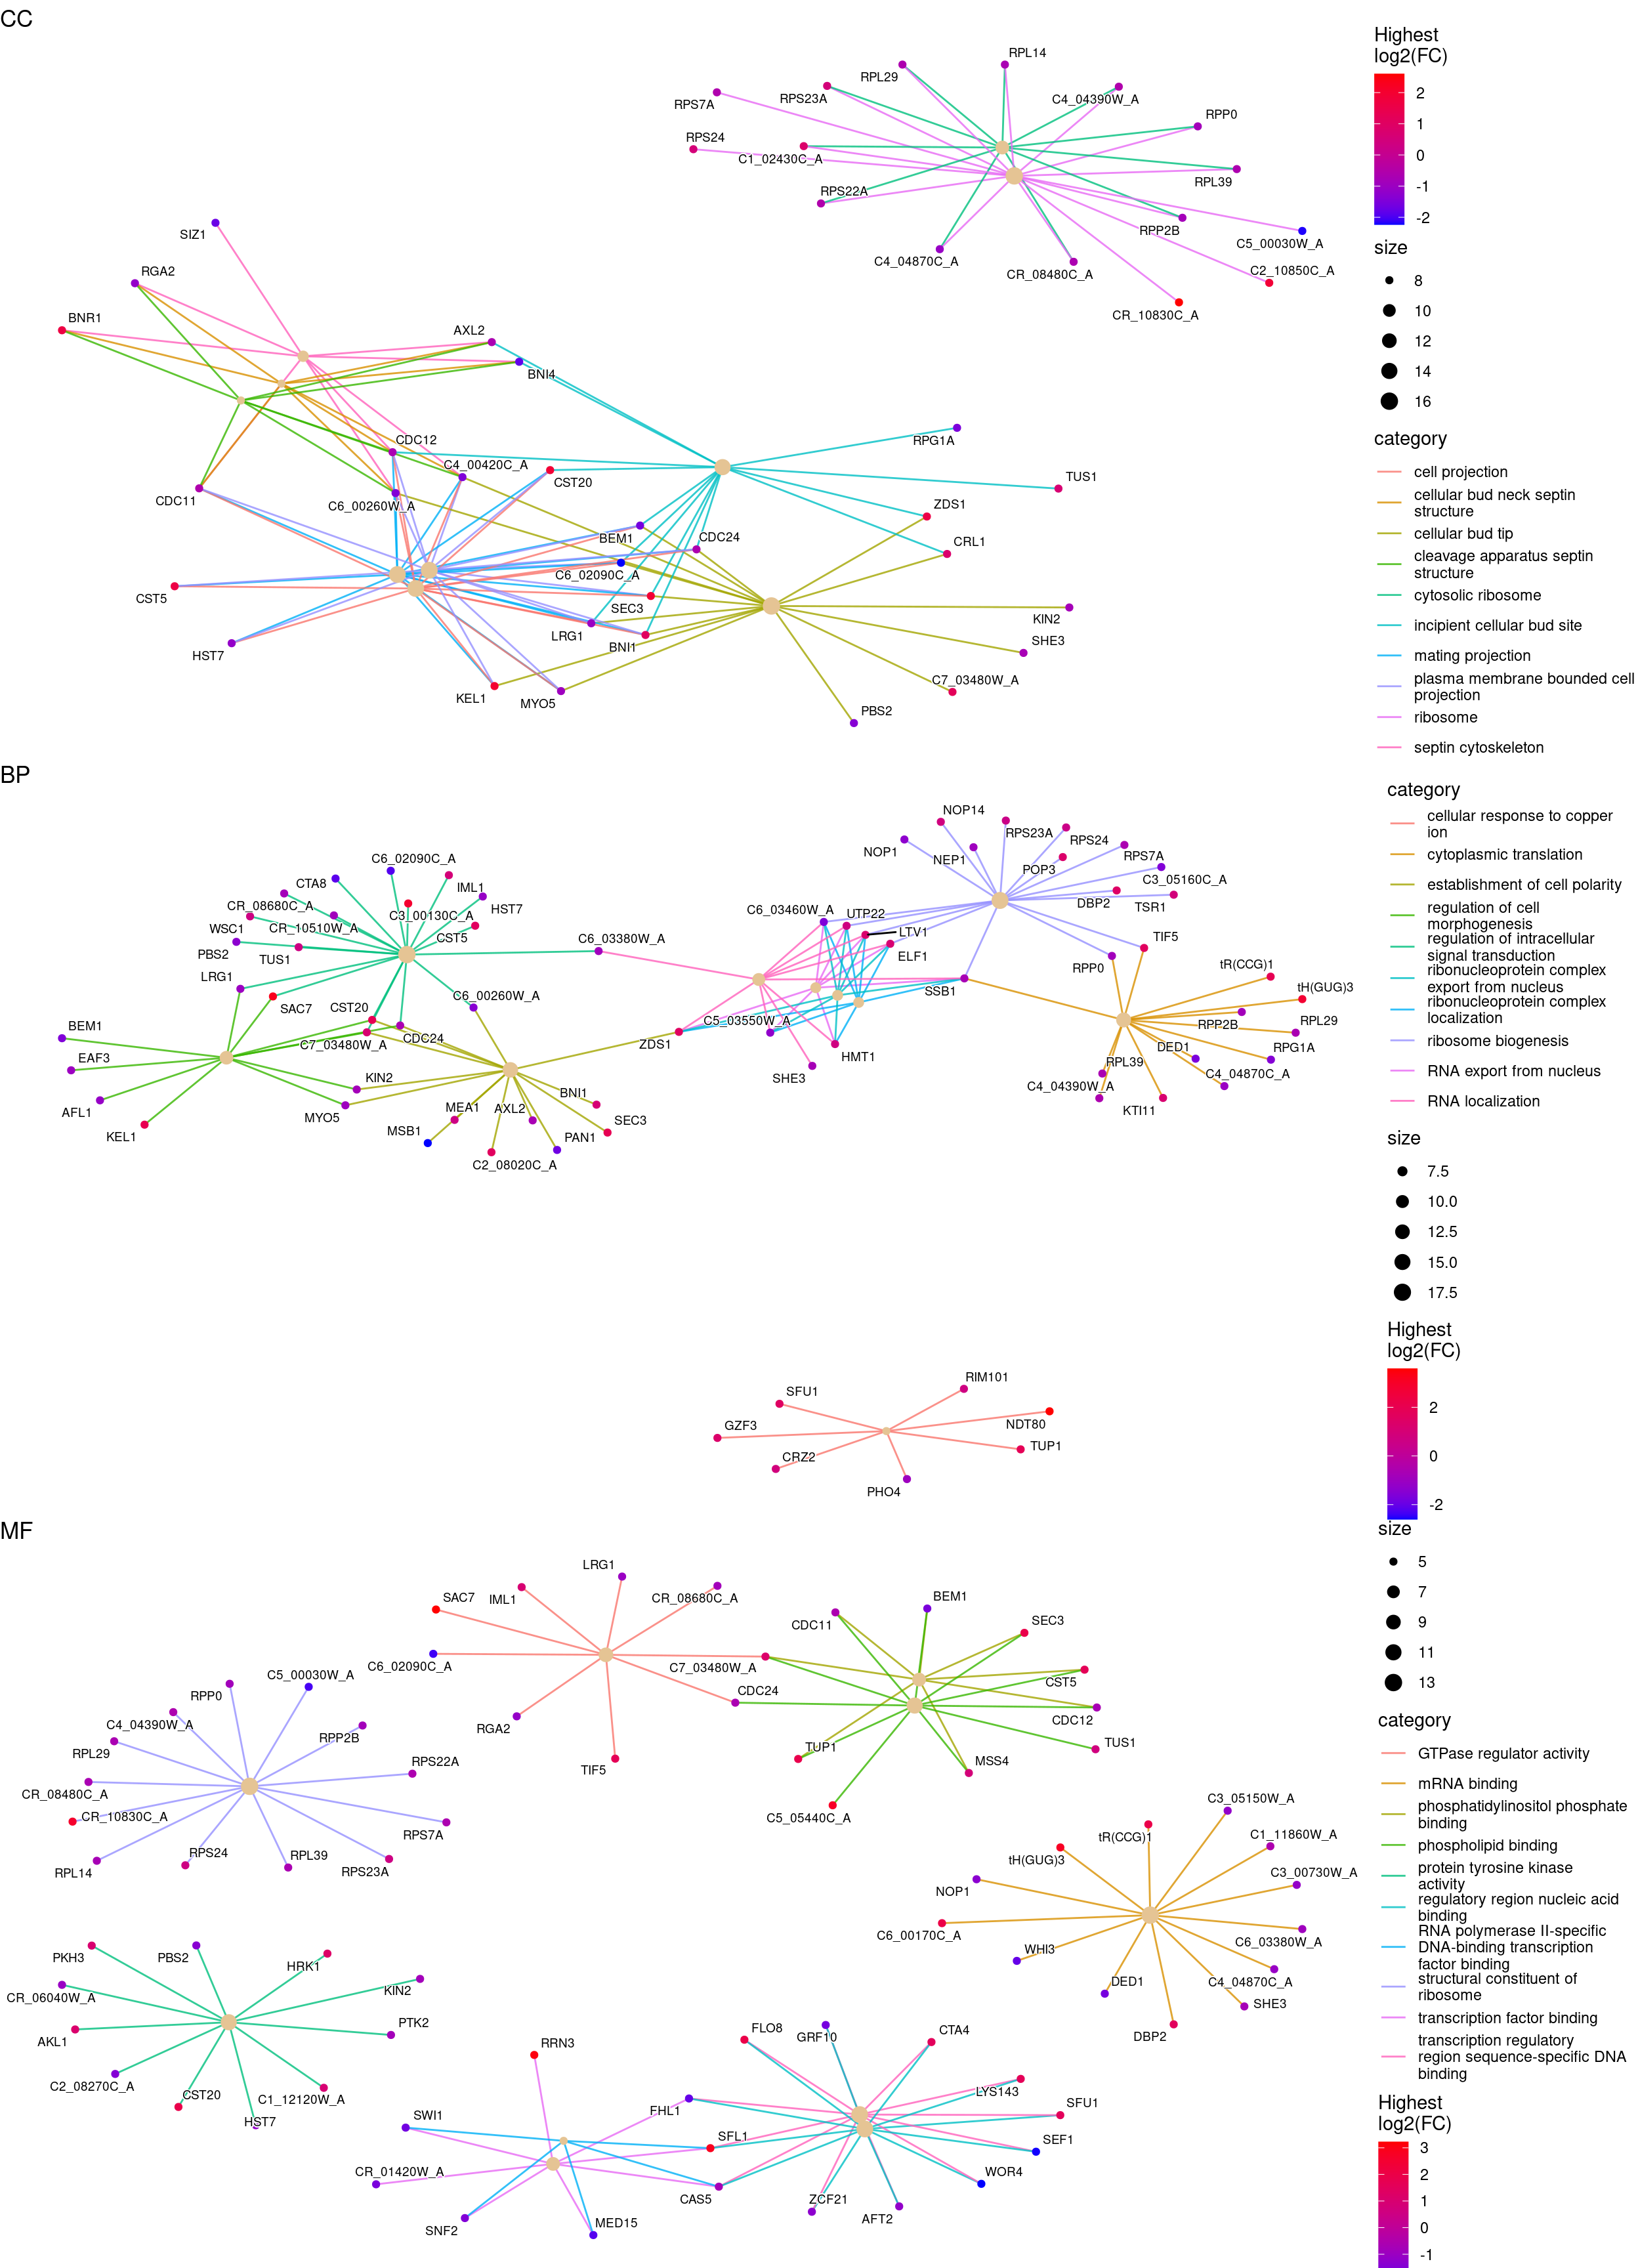 CC
RPL14
RPL29
C4_04390W_A
RPS23A
RPS7A
RPP0
RPS24
C1_02430C_A
RPL39
RPS22A
RPP2B
C5_00030W_A
C4_04870C_A
CR_08480C_A
C2_10850C_A
CR_10830C_A
SIZ1
RGA2
BNR1
AXL2
BNI4
CDC12
C4_00420C_A
CST20
RPG1A
CDC11
C6_00260W_A
TUS1
ZDS1
BEM1
CDC24
CRL1
C6_02090C_A
CST5
SEC3
LRG1
BNI1
KIN2
SHE3
HST7
KEL1
MYO5
C7_03480W_A
PBS2
Highest
log2(FC)
2
1
0
-1
-2
size
8
10
12
14
16
category
cell projection
cellular bud neck septin
structure
cellular bud tip
cleavage apparatus septin
structure
cytosolic ribosome
incipient cellular bud site
mating projection
plasma membrane bounded cell
projection
ribosome
septin cytoskeleton
BP
NOP14
RPS23A
RPS24
NOP1
NEP1
RPS7A
POP3
C3_05160C_A
DBP2
TSR1
C6_02090C_A
CTA8
IML1
CR_08680C_A
HST7
C3_00130C_A
WSC1
CR_10510W_A
CST5
PBS2
TUS1
C6_03380W_A
C6_03460W_A
UTP22
LTV1
ELF1
TIF5
RPP0
tR(CCG)1
LRG1
SSB1
tH(GUG)3
SAC7
CST20
C6_00260W_A
C5_03550W_A
RPP2B
RPL29
BEM1
C7_03480W_A
CDC24
ZDS1
HMT1
DED1
RPG1A
EAF3
SHE3
RPL39
C4_04870C_A
C4_04390W_A
KIN2
BNI1
AFL1
MYO5
MEA1
AXL2
KTI11
KEL1
MSB1
SEC3
PAN1
C2_08020C_A
SFU1
RIM101
GZF3
NDT80
TUP1
CRZ2
PHO4
category
cellular response to copper
ion
cytoplasmic translation
establishment of cell polarity
regulation of cell
morphogenesis
regulation of intracellular
signal transduction
ribonucleoprotein complex
export from nucleus
ribonucleoprotein complex
localization
ribosome biogenesis
RNA export from nucleus
RNA localization
size
7.5
10.0
12.5
15.0
17.5
Highest
log2(FC)
2
0
-2
MF
LRG1
SAC7
IML1
CR_08680C_A
CDC11
BEM1
SEC3
C6_02090C_A
C7_03480W_A
CST5
C5_00030W_A
RPP0
CDC24
CDC12
C4_04390W_A
RGA2
RPP2B
TUS1
RPL29
TUP1
MSS4
RPS22A
TIF5
CR_08480C_A
CR_10830C_A
RPS7A
C5_05440C_A
C3_05150W_A
tR(CCG)1
C1_11860W_A
RPS24
RPL39
RPL14
RPS23A
tH(GUG)3
C3_00730W_A
NOP1
C6_00170C_A
C6_03380W_A
WHI3
PKH3
PBS2
HRK1
DED1
C4_04870C_A
KIN2
SHE3
CR_06040W_A
PTK2
DBP2
AKL1
C2_08270C_A
CST20
C1_12120W_A
HST7
RRN3
FLO8
GRF10
CTA4
LYS143
SFU1
SWI1
FHL1
SFL1
SEF1
CR_01420W_A
WOR4
CAS5
ZCF21
AFT2
SNF2
MED15
size
5
7
9
11
13
category
GTPase regulator activity
mRNA binding
phosphatidylinositol phosphate
binding
phospholipid binding
protein tyrosine kinase
activity
regulatory region nucleic acid
binding
RNA polymerase II-specific
DNA-binding transcription
factor binding
structural constituent of
ribosome
transcription factor binding
transcription regulatory
region sequence-specific DNA
binding
Highest
log2(FC)
3
2
1
0
-1